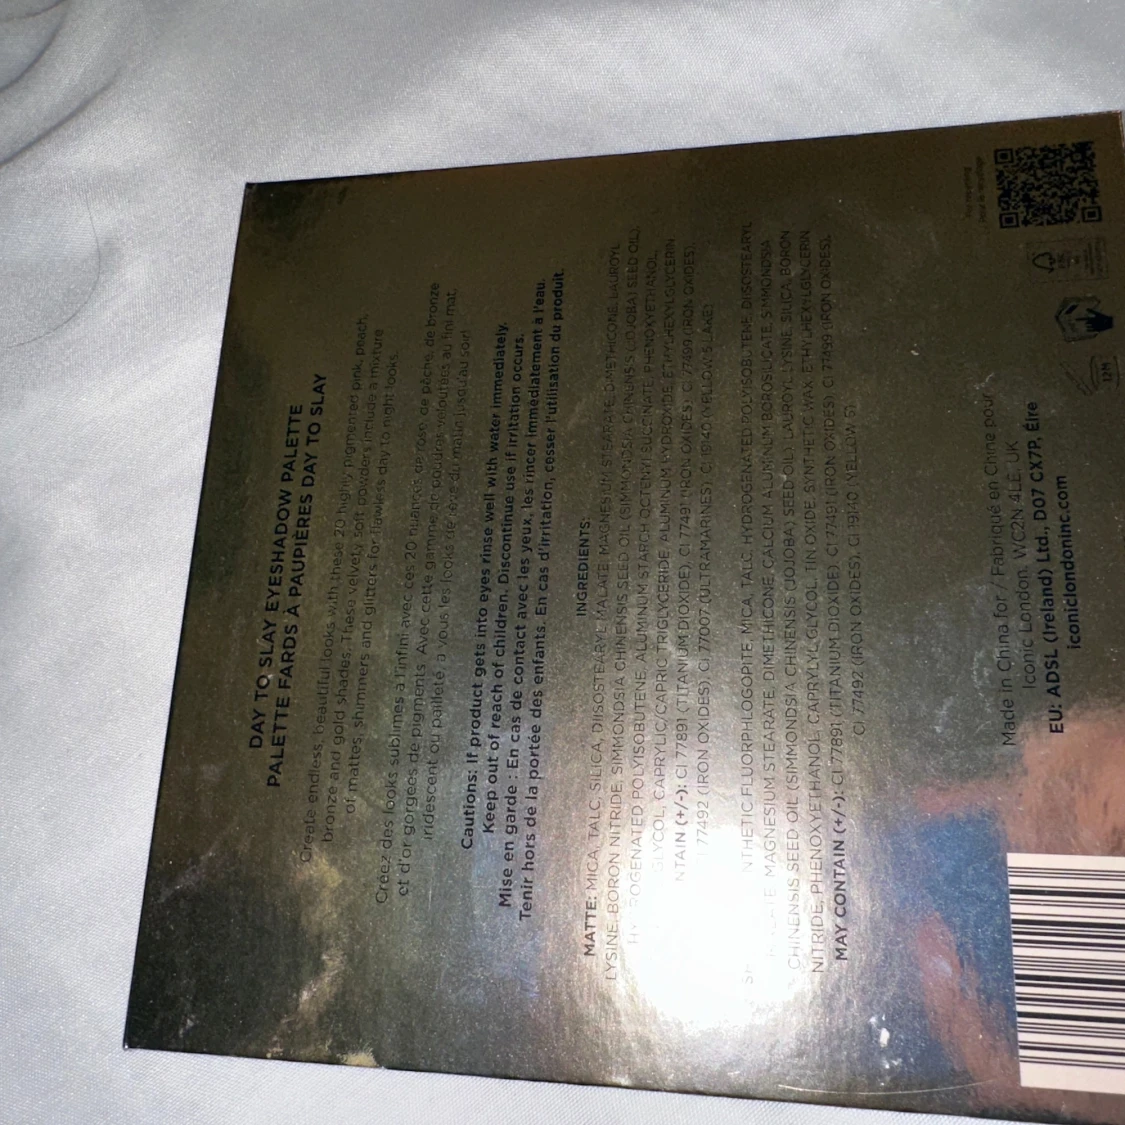 DAY TO SLAY EYESHADOW PALETTE
PALETTE FARDS À PAUPIÈRES DAY TO SLAY
Create endless, beautiful looks with these 20 highly pigmented pink, peach,
bronze and gold shades. These velvety soft powders include a mixture
of mattes, shimmers and glitters for flawless day to night looks.
Créez des looks sublimes à l'infini avec ces 20 nuances de rose, de pêche, de bronze
et d'or gorgées de pigments. Avec cette gamme de poudres veloutées au fini mat,
iridescent ou pailleté, à vous les looks de rêve du matin jusqu'au soir!
Cautions: If product gets into eyes rinse well with water immediately.
Keep out of reach of children. Discontinue use if irritation occurs.
Mise en garde : En cas de contact avec les yeux, les rincer immédiatement à l'eau.
Tenir hors de la portée des enfants. En cas d'irritation, cesser l'utilisation du produit.
INGREDIENTS:
MATTE: MICA, TALC, SILICA, DIISOSTEARYL MALATE, MAGNESIUM STEARATE, DIMETHICONE, LAUROYL
LYSINE, BORON NITRIDE, SIMMONDSIA CHINENSIS SEED OIL (SIMMONDSIA CHINENSIS (JOJOBA) SEED OIL),
POLYISOBUTENE, ALUMINUM STARCH OCTENYLSUCCINATE, PHENOXYETHANOL,
GLYCOL, CAPRYLIC/CAPRIC TRIGLYCERIDE, ALUMINUM HYDROXIDE, ETHYLHEXYLGLYCERIN
(+/-): CI 77891 (TITANIUM DIOXIDE), CI 77491 (IRON OXIDES), CI 77499 (IRON OXIDES),
77492 (IRON OXIDES), CI 77007 (ULTRAMARINES), CI 19140 (YELLOW 5 LAKE)
FLUORPHLOGOPITE, MICA, TALC, HYDROGENATED POLYISOBUTENE, DIISOSTEARYL
MAGNESIUM STEARATE, DIMETHICONE, CALCIUM ALUMINUM BOROSILICATE, SIMMONDSIA
CHINENSIS SEED OIL (SIMMONDSIA CHINENSIS (JOJOBA) SEED OIL), LAUROYL LYSINE, SILICA, BORON
NITRIDE, PHENOXYETHANOL, CAPRYLYL GLYCOL, TIN OXIDE, SYNTHETIC WAX, ETHYLHEXYLGLYCERIN
MAY CONTAIN (+/-): CI 77891 (TITANIUM DIOXIDE), CI 77491 (IRON OXIDES), CI 77499 (IRON OXIDES),
CI 77492 (IRON OXIDES), CI 19140 (YELLOW 5)
Made in China for / Fabriqué en Chine pour
Iconic London, WC2N 4LE, UK
EU: ADSL (Ireland) Ltd., D07 CX7P, Éire
iconiclondoninc.com
12M